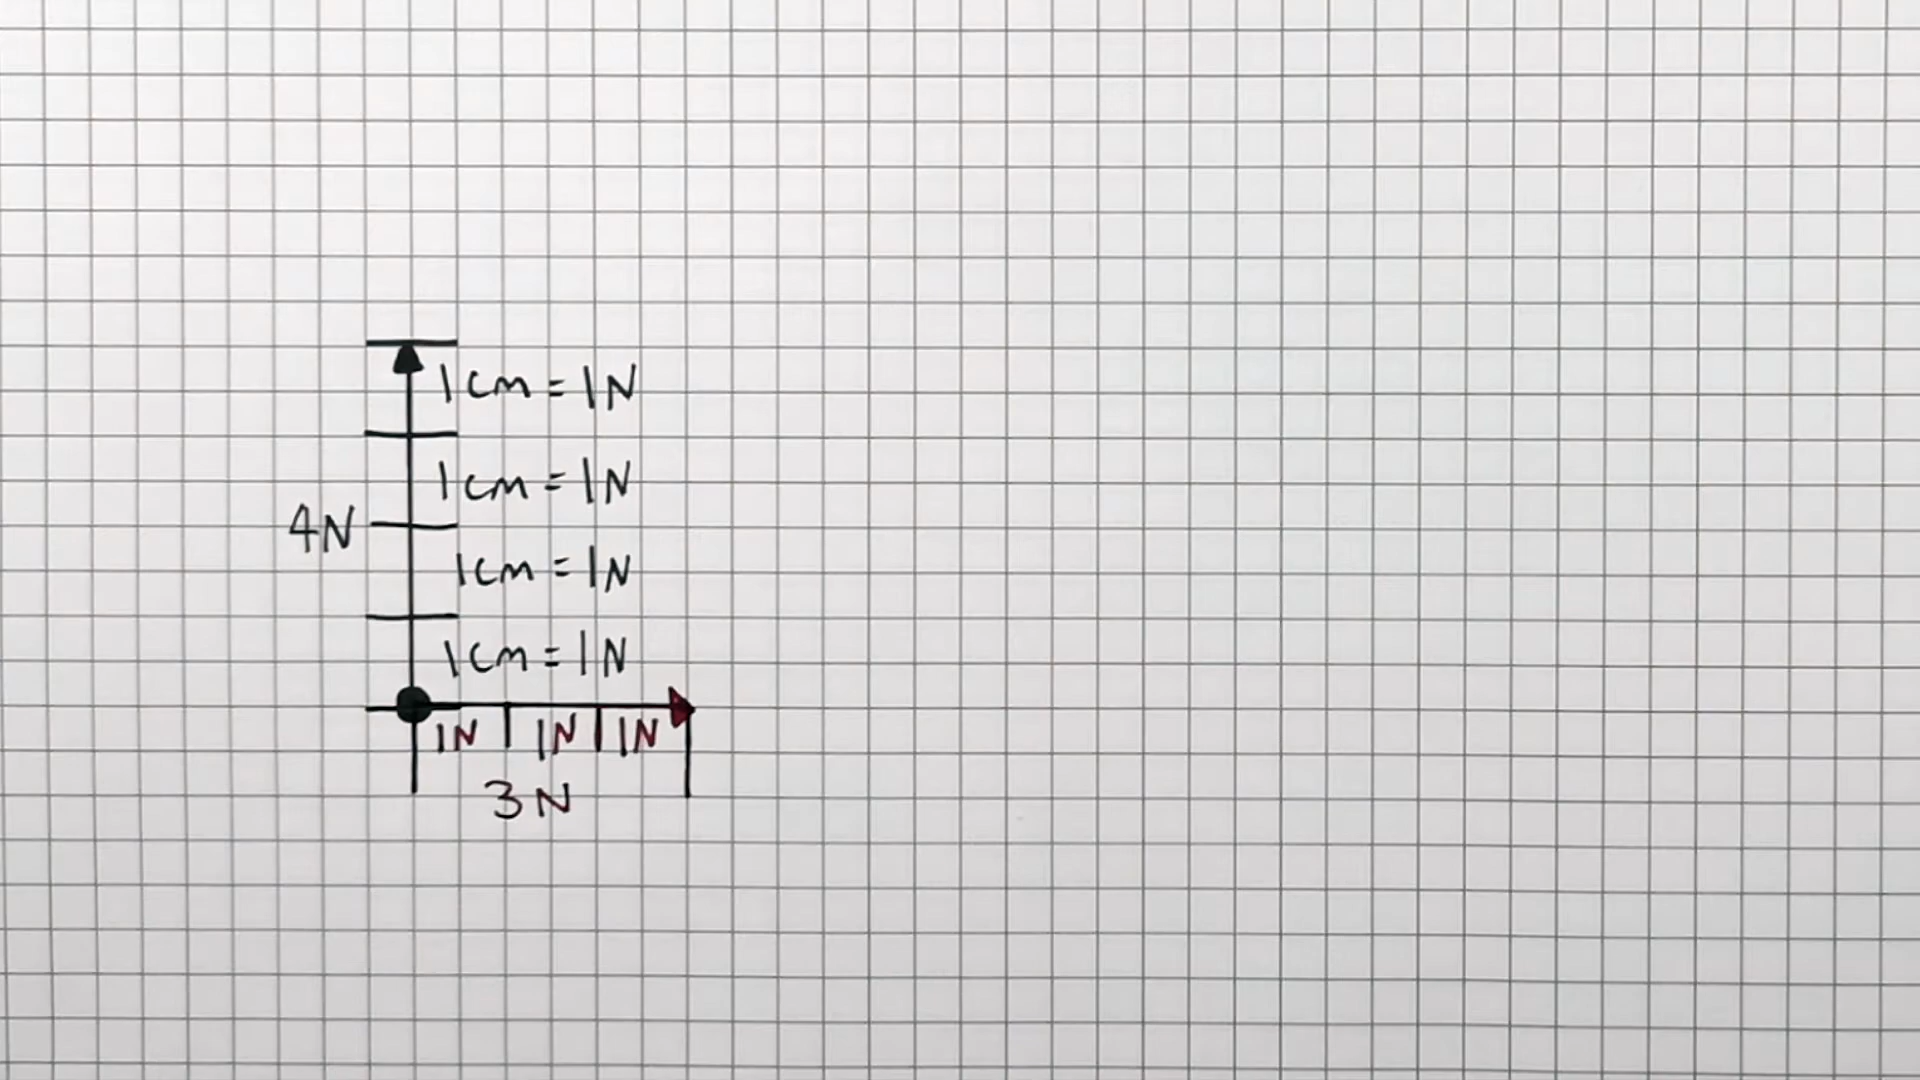 1cm = 1N
1cm = 1N
4N
1cm = 1N
1cm = 1N
1N 1N 1N
3N